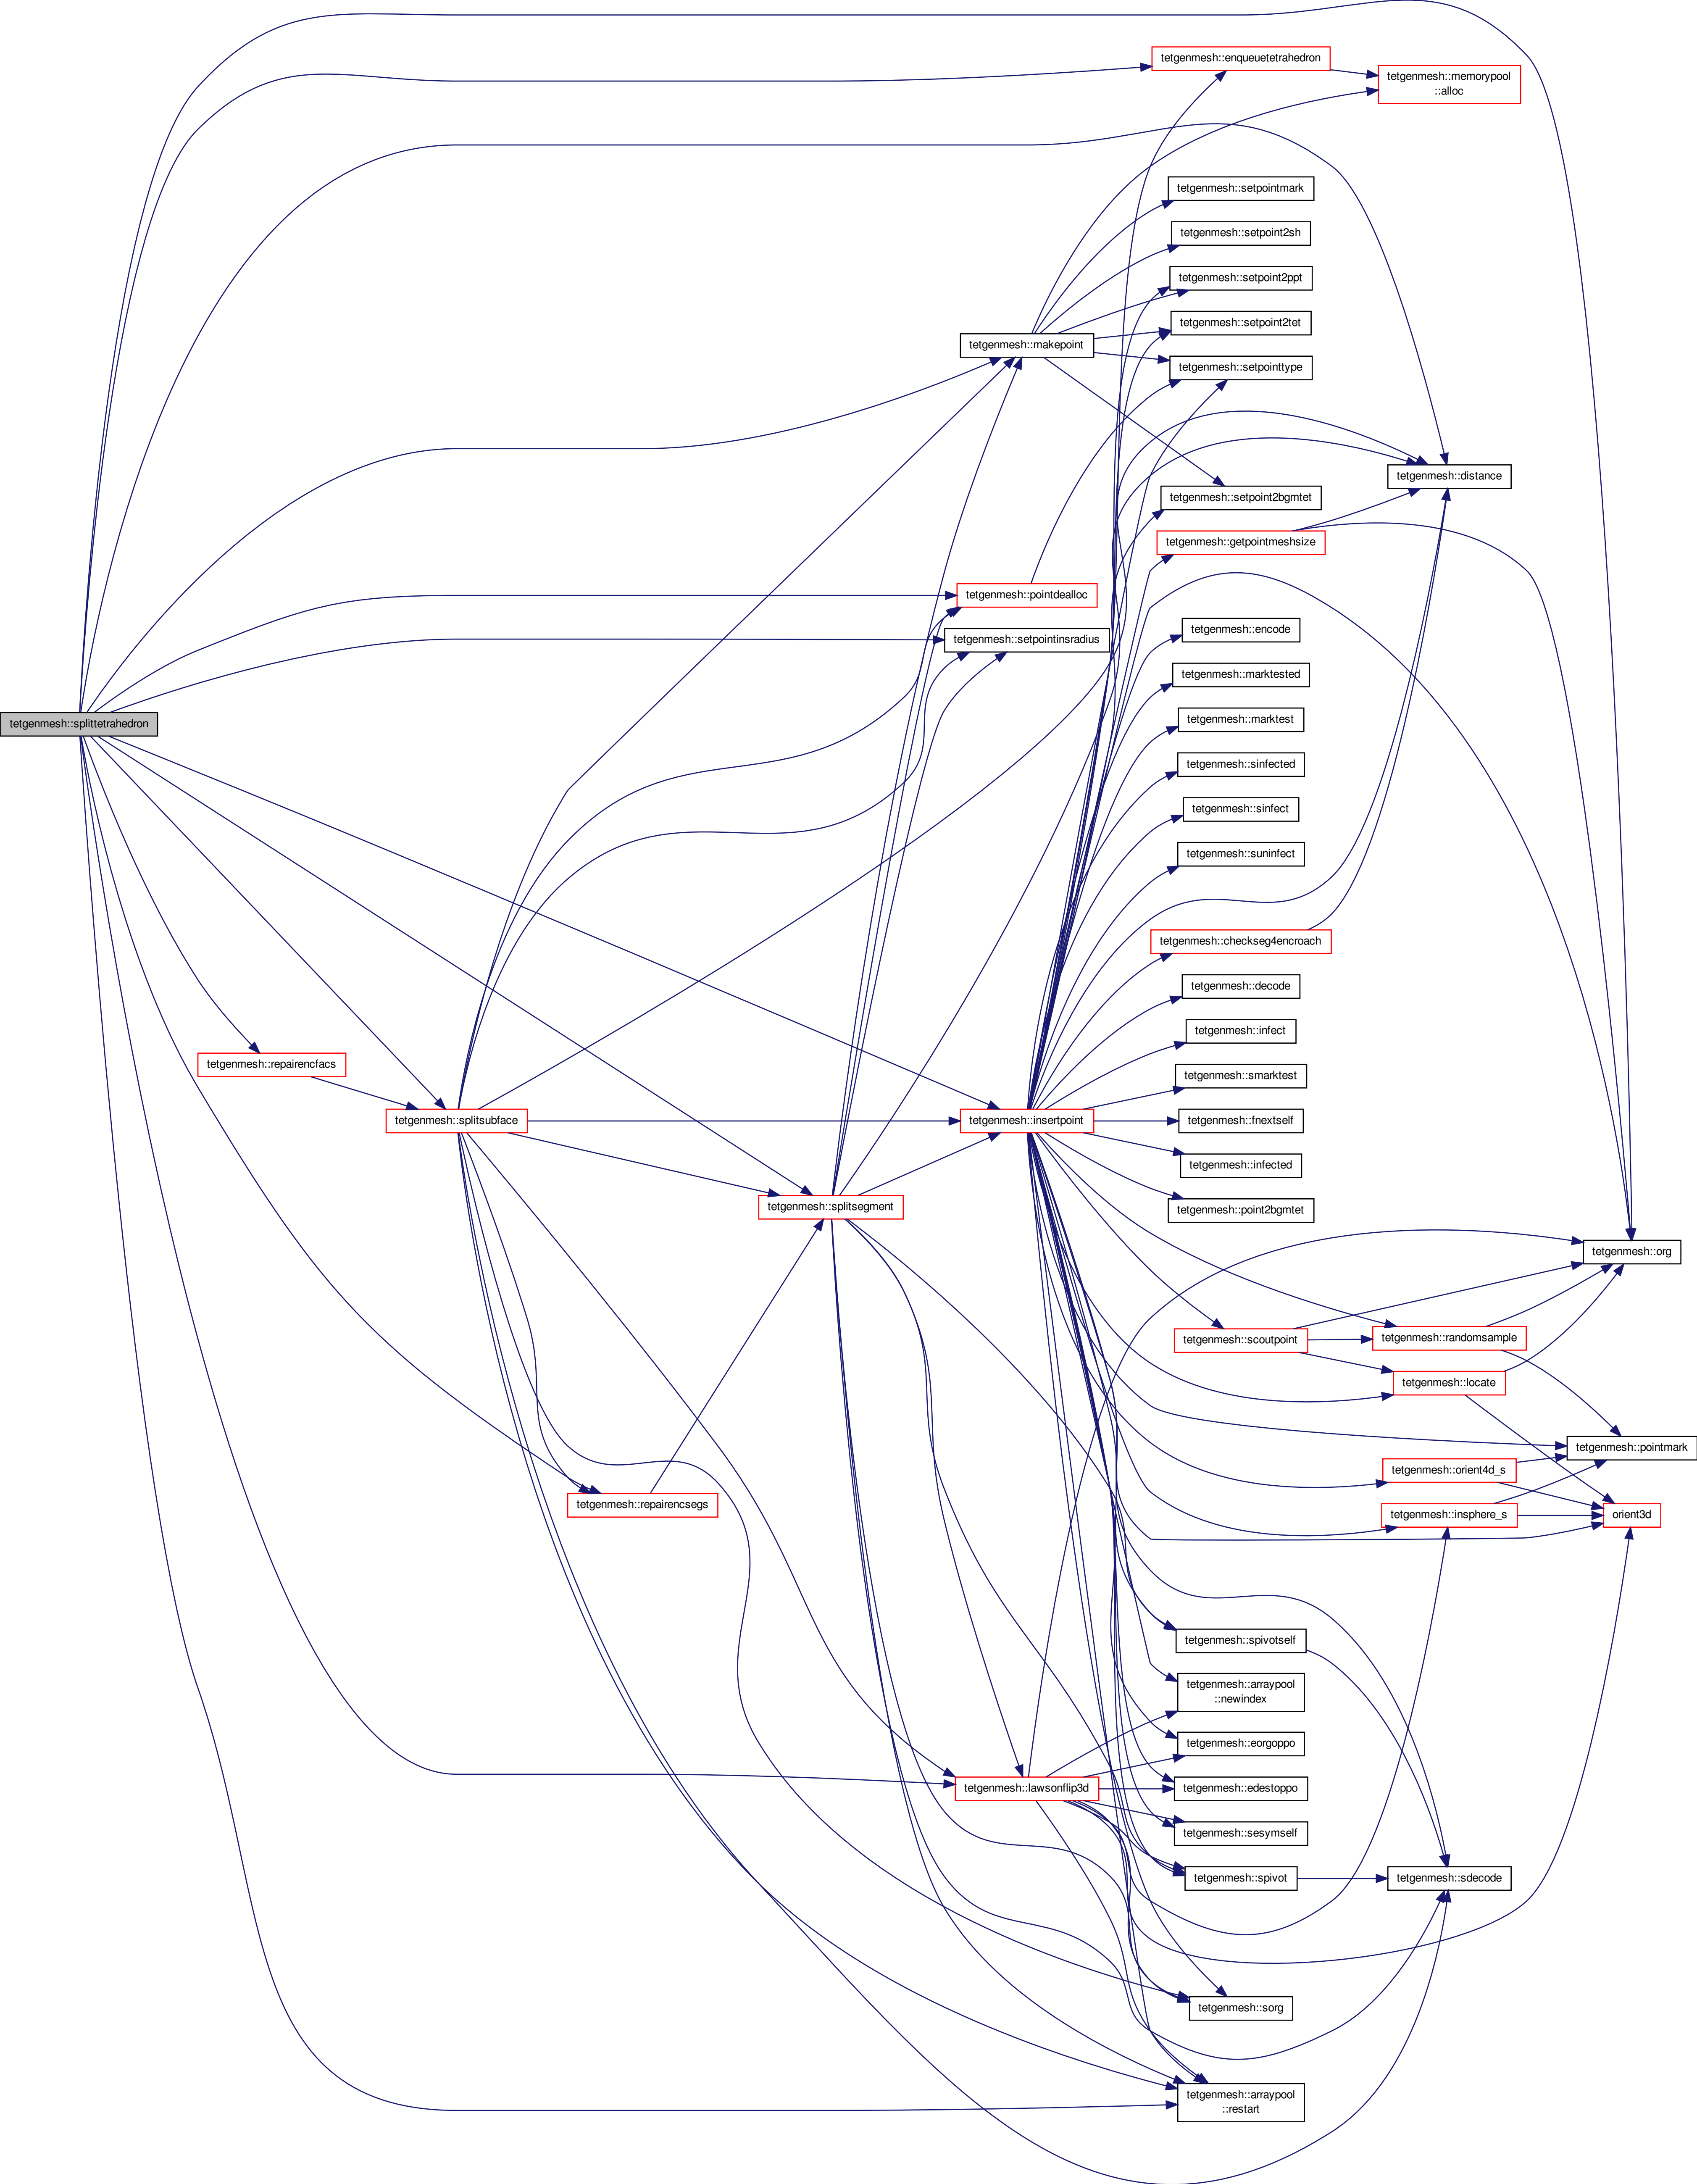 tetgenmesh::enqueuetetrahedron
tetgenmesh::memorypool
::alloc
tetgenmesh::setpointmark
tetgenmesh::setpoint2sh
tetgenmesh::setpoint2ppt
tetgenmesh::setpoint2tet
tetgenmesh::makepoint
tetgenmesh::setpointtype
tetgenmesh::distance
tetgenmesh::setpoint2bgmtet
tetgenmesh::getpointmeshsize
tetgenmesh::pointdealloc
tetgenmesh::encode
tetgenmesh::setpointinsradius
tetgenmesh::marktested
tetgenmesh::splittetrahedron
tetgenmesh::marktest
tetgenmesh::sinfected
tetgenmesh::sinfect
tetgenmesh::suninfect
tetgenmesh::checkseg4encroach
tetgenmesh::decode
tetgenmesh::infect
tetgenmesh::repairencfacs
tetgenmesh::smarktest
tetgenmesh::splitsubface
tetgenmesh::insertpoint
tetgenmesh::fnextself
tetgenmesh::infected
tetgenmesh::splitsegment
tetgenmesh::point2bgmtet
tetgenmesh::org
tetgenmesh::scoutpoint
tetgenmesh::randomsample
tetgenmesh::locate
tetgenmesh::pointmark
tetgenmesh::orient4d_s
tetgenmesh::repairencsegs
tetgenmesh::insphere_s
orient3d
tetgenmesh::spivotself
tetgenmesh::arraypool
::newindex
tetgenmesh::eorgoppo
tetgenmesh::lawsonflip3d
tetgenmesh::edestoppo
tetgenmesh::sesymself
tetgenmesh::spivot
tetgenmesh::sdecode
tetgenmesh::sorg
tetgenmesh::arraypool
::restart